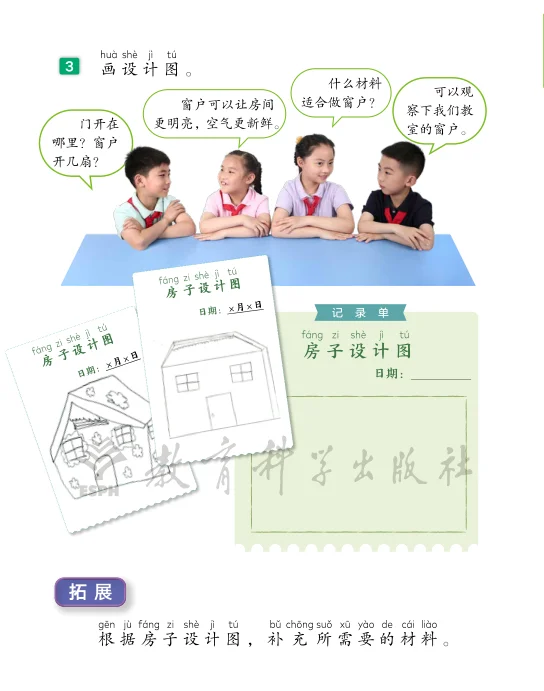 huà shè jì tú
3 画设计图。
门开在
哪里？窗户
开几扇？
窗户可以让房间
更明亮，空气更新鲜。
什么材料
适合做窗户？
可以观
察下我们教
室的窗户。
fáng zi shè jì tú
房子设计图
日期：×月×日
fáng zi shè jì tú
房子设计图
日期：×月×日
记录单
fáng zi shè jì tú
房子设计图
日期：
ESPH 教育科学出版社
拓展
gēn jù fáng zi shè jì tú bǔ chōng suǒ xū yào de cái liào
根据房子设计图，补充所需要的材料。